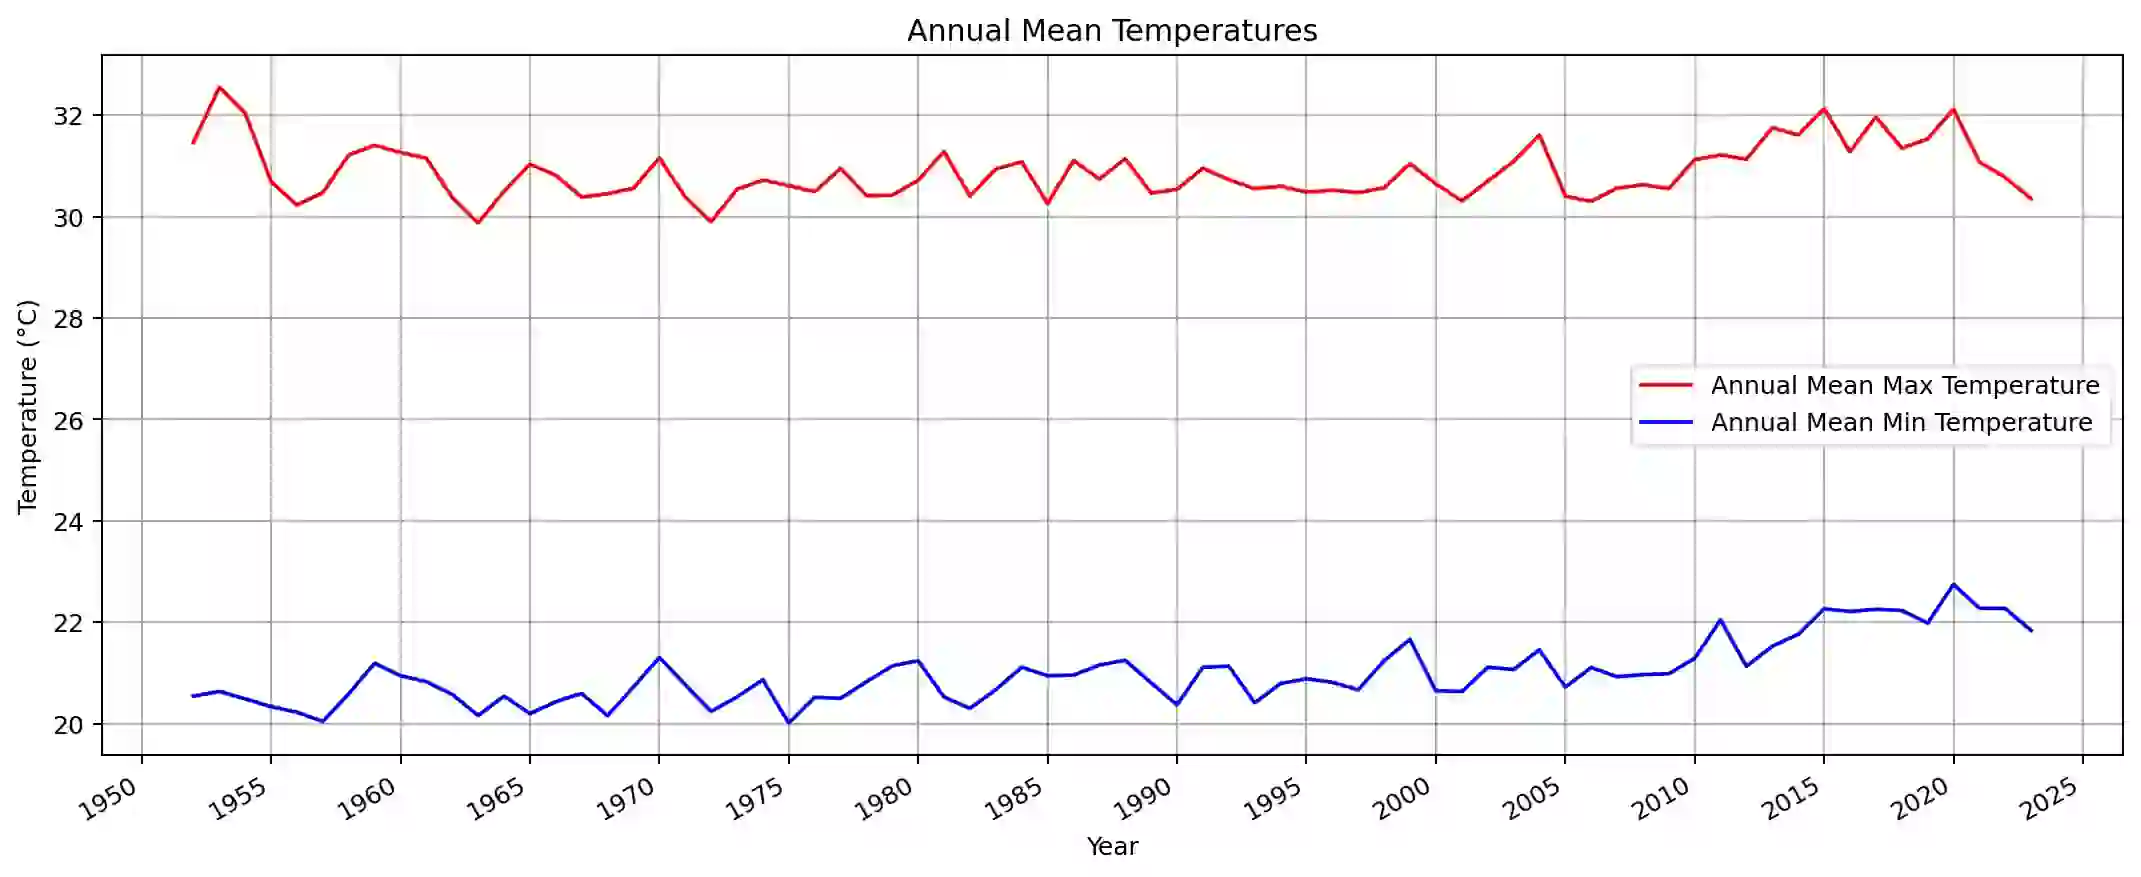 Annual Mean Temperatures
Temperature (°C)
32
30
28
26
24
22
20
Annual Mean Max Temperature
Annual Mean Min Temperature
1950 1955 1960 1965 1970 1975 1980 1985 1990 1995 2000 2005 2010 2015 2020 2025
Year